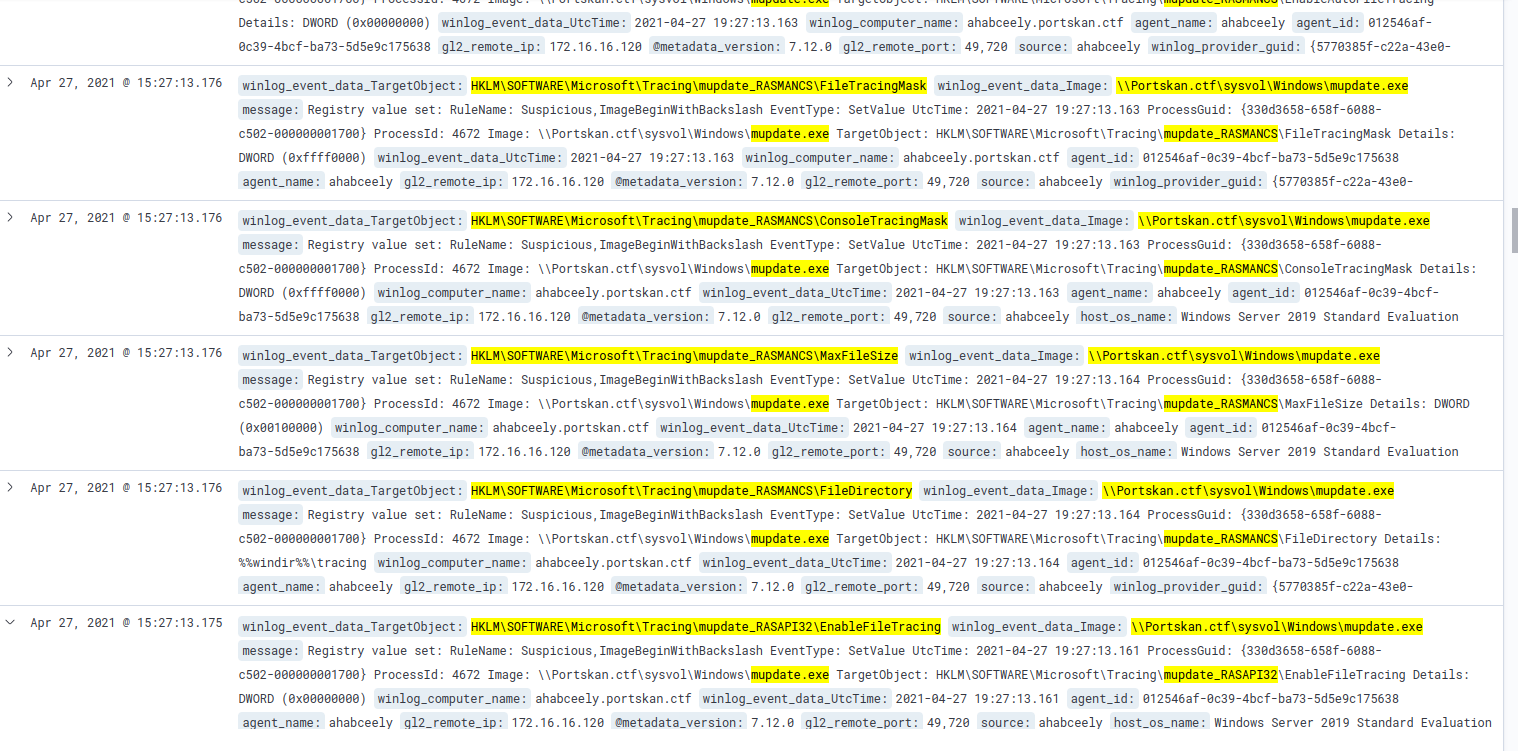 Details: DWORD (0x00000000) winlog_event_data_UtcTime: 2021-04-27 19:27:13.163 winlog_computer_name: ahabceely.portskan.ctf agent_name: ahabceely agent_id: 012546af-
0c39-4bcf-ba73-5d5e9c175638 gl2_remote_ip: 172.16.16.120 @metadata_version: 7.12.0 gl2_remote_port: 49,720 source: ahabceely winlog_provider_guid: {5770385f-c22a-43e0-
Apr 27, 2021 @ 15:27:13.176 winlog_event_data_TargetObject: HKLM\SOFTWARE\Microsoft\Tracing\mupdate_RASMANCS\FileTracingMask winlog_event_data_Image: \\Portskan.ctf\sysvol\Windows\mupdate.exe
message: Registry value set: RuleName: Suspicious,ImageBeginWithBackslash EventType: SetValue UtcTime: 2021-04-27 19:27:13.163 ProcessGuid: {330d3658-658f-6088-
c502-000000001700} ProcessId: 4672 Image: \\Portskan.ctf\sysvol\Windows\mupdate.exe TargetObject: HKLM\SOFTWARE\Microsoft\Tracing\mupdate_RASMANCS\FileTracingMask Details:
DWORD (0xffff0000) winlog_event_data_UtcTime: 2021-04-27 19:27:13.163 winlog_computer_name: ahabceely.portskan.ctf agent_id: 012546af-0c39-4bcf-ba73-5d5e9c175638
agent_name: ahabceely gl2_remote_ip: 172.16.16.120 @metadata_version: 7.12.0 gl2_remote_port: 49,720 source: ahabceely winlog_provider_guid: {5770385f-c22a-43e0-
Apr 27, 2021 @ 15:27:13.176 winlog_event_data_TargetObject: HKLM\SOFTWARE\Microsoft\Tracing\mupdate_RASMANCS\ConsoleTracingMask winlog_event_data_Image: \\Portskan.ctf\sysvol\Windows\mupdate.exe
message: Registry value set: RuleName: Suspicious,ImageBeginWithBackslash EventType: SetValue UtcTime: 2021-04-27 19:27:13.163 ProcessGuid: {330d3658-658f-6088-
c502-000000001700} ProcessId: 4672 Image: \\Portskan.ctf\sysvol\Windows\mupdate.exe TargetObject: HKLM\SOFTWARE\Microsoft\Tracing\mupdate_RASMANCS\ConsoleTracingMask Details:
DWORD (0xffff0000) winlog_computer_name: ahabceely.portskan.ctf winlog_event_data_UtcTime: 2021-04-27 19:27:13.163 agent_name: ahabceely agent_id: 012546af-0c39-4bcf-
ba73-5d5e9c175638 gl2_remote_ip: 172.16.16.120 @metadata_version: 7.12.0 gl2_remote_port: 49,720 source: ahabceely host_os_name: Windows Server 2019 Standard Evaluation
Apr 27, 2021 @ 15:27:13.176 winlog_event_data_TargetObject: HKLM\SOFTWARE\Microsoft\Tracing\mupdate_RASMANCS\MaxFileSize winlog_event_data_Image: \\Portskan.ctf\sysvol\Windows\mupdate.exe
message: Registry value set: RuleName: Suspicious,ImageBeginWithBackslash EventType: SetValue UtcTime: 2021-04-27 19:27:13.164 ProcessGuid: {330d3658-658f-6088-
c502-000000001700} ProcessId: 4672 Image: \\Portskan.ctf\sysvol\Windows\mupdate.exe TargetObject: HKLM\SOFTWARE\Microsoft\Tracing\mupdate_RASMANCS\MaxFileSize Details: DWORD
(0x00100000) winlog_computer_name: ahabceely.portskan.ctf winlog_event_data_UtcTime: 2021-04-27 19:27:13.164 agent_name: ahabceely agent_id: 012546af-0c39-4bcf-
ba73-5d5e9c175638 gl2_remote_ip: 172.16.16.120 @metadata_version: 7.12.0 gl2_remote_port: 49,720 source: ahabceely host_os_name: Windows Server 2019 Standard Evaluation
Apr 27, 2021 @ 15:27:13.176 winlog_event_data_TargetObject: HKLM\SOFTWARE\Microsoft\Tracing\mupdate_RASMANCS\FileDirectory winlog_event_data_Image: \\Portskan.ctf\sysvol\Windows\mupdate.exe
message: Registry value set: RuleName: Suspicious,ImageBeginWithBackslash EventType: SetValue UtcTime: 2021-04-27 19:27:13.164 ProcessGuid: {330d3658-658f-6088-
c502-000000001700} ProcessId: 4672 Image: \\Portskan.ctf\sysvol\Windows\mupdate.exe TargetObject: HKLM\SOFTWARE\Microsoft\Tracing\mupdate_RASMANCS\FileDirectory Details:
%%windir%%\tracing winlog_computer_name: ahabceely.portskan.ctf winlog_event_data_UtcTime: 2021-04-27 19:27:13.164 agent_id: 012546af-0c39-4bcf-ba73-5d5e9c175638
agent_name: ahabceely gl2_remote_ip: 172.16.16.120 @metadata_version: 7.12.0 gl2_remote_port: 49,720 source: ahabceely winlog_provider_guid: {5770385f-c22a-43e0-
Apr 27, 2021 @ 15:27:13.175 winlog_event_data_TargetObject: HKLM\SOFTWARE\Microsoft\Tracing\mupdate_RASAPI32\EnableFileTracing winlog_event_data_Image: \\Portskan.ctf\sysvol\Windows\mupdate.exe
message: Registry value set: RuleName: Suspicious,ImageBeginWithBackslash EventType: SetValue UtcTime: 2021-04-27 19:27:13.161 ProcessGuid: {330d3658-658f-6088-
c502-000000001700} ProcessId: 4672 Image: \\Portskan.ctf\sysvol\Windows\mupdate.exe TargetObject: HKLM\SOFTWARE\Microsoft\Tracing\mupdate_RASAPI32\EnableFileTracing Details:
DWORD (0x00000000) winlog_computer_name: ahabceely.portskan.ctf winlog_event_data_UtcTime: 2021-04-27 19:27:13.161 agent_id: 012546af-0c39-4bcf-ba73-5d5e9c175638
agent_name: ahabceely gl2_remote_ip: 172.16.16.120 @metadata_version: 7.12.0 gl2_remote_port: 49,720 source: ahabceely host_os_name: Windows Server 2019 Standard Evaluation